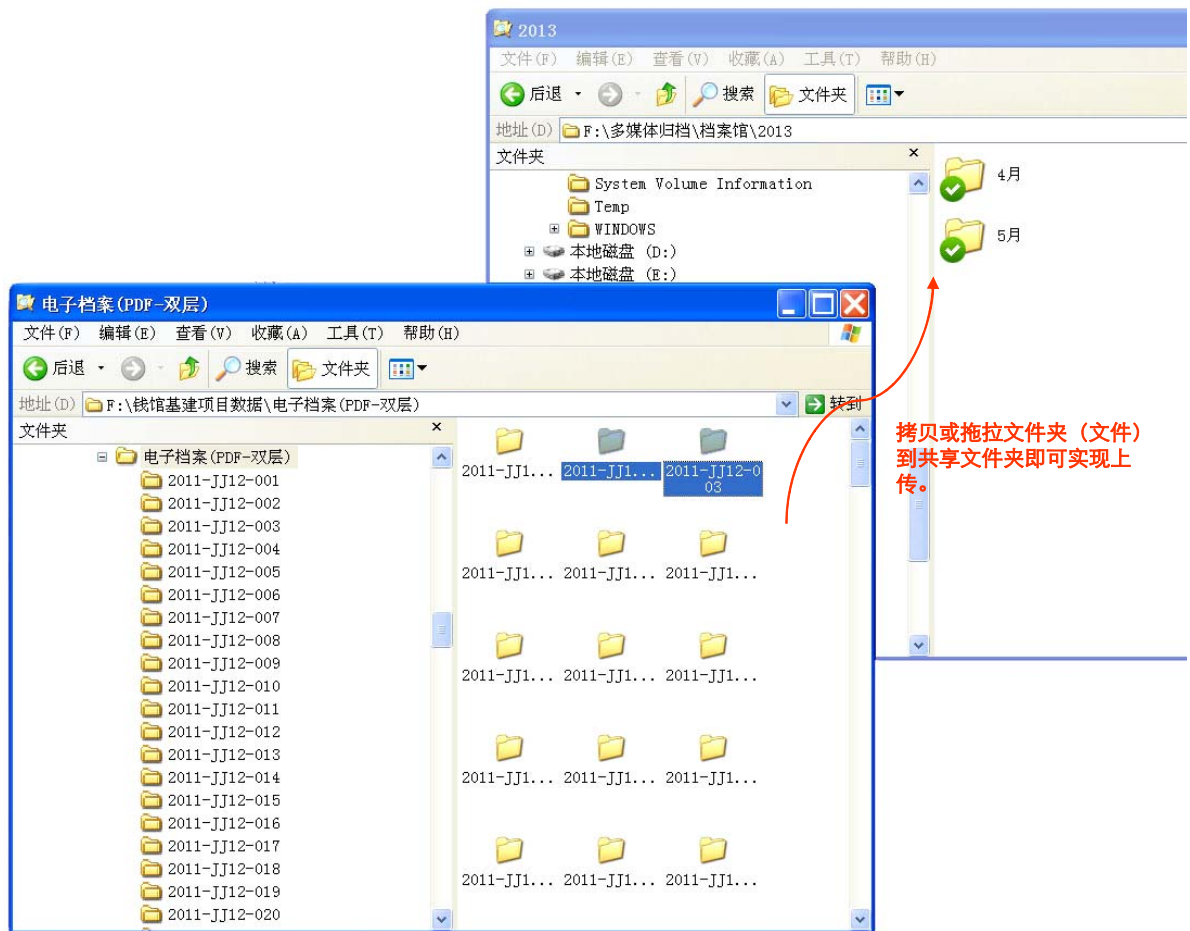 2013
文件(F) 编辑(E) 查看(V) 收藏(A) 工具(T) 帮助(H)
后退 搜索 文件夹
地址(D) F:\多媒体归档\档案馆\2013
文件夹
System Volume Information
Temp
WINDOWS
本地磁盘 (D:)
本地磁盘 (E:)
4月
5月
电子档案(PDF-双层)
文件(F) 编辑(E) 查看(V) 收藏(A) 工具(T) 帮助(H)
后退 搜索 文件夹
地址(D) F:\钱馆基建项目数据\电子档案(PDF-双层) 转到
文件夹
电子档案(PDF-双层)
2011-JJ12-001
2011-JJ12-002
2011-JJ12-003
2011-JJ12-004
2011-JJ12-005
2011-JJ12-006
2011-JJ12-007
2011-JJ12-008
2011-JJ12-009
2011-JJ12-010
2011-JJ12-011
2011-JJ12-012
2011-JJ12-013
2011-JJ12-014
2011-JJ12-015
2011-JJ12-016
2011-JJ12-017
2011-JJ12-018
2011-JJ12-019
2011-JJ12-020
2011-JJ1... 2011-JJ1... 2011-JJ12-0
03
2011-JJ1... 2011-JJ1... 2011-JJ1...
2011-JJ1... 2011-JJ1... 2011-JJ1...
2011-JJ1... 2011-JJ1... 2011-JJ1...
2011-JJ1... 2011-JJ1... 2011-JJ1...
拷贝或拖拉文件夹（文件）
到共享文件夹即可实现上
传。